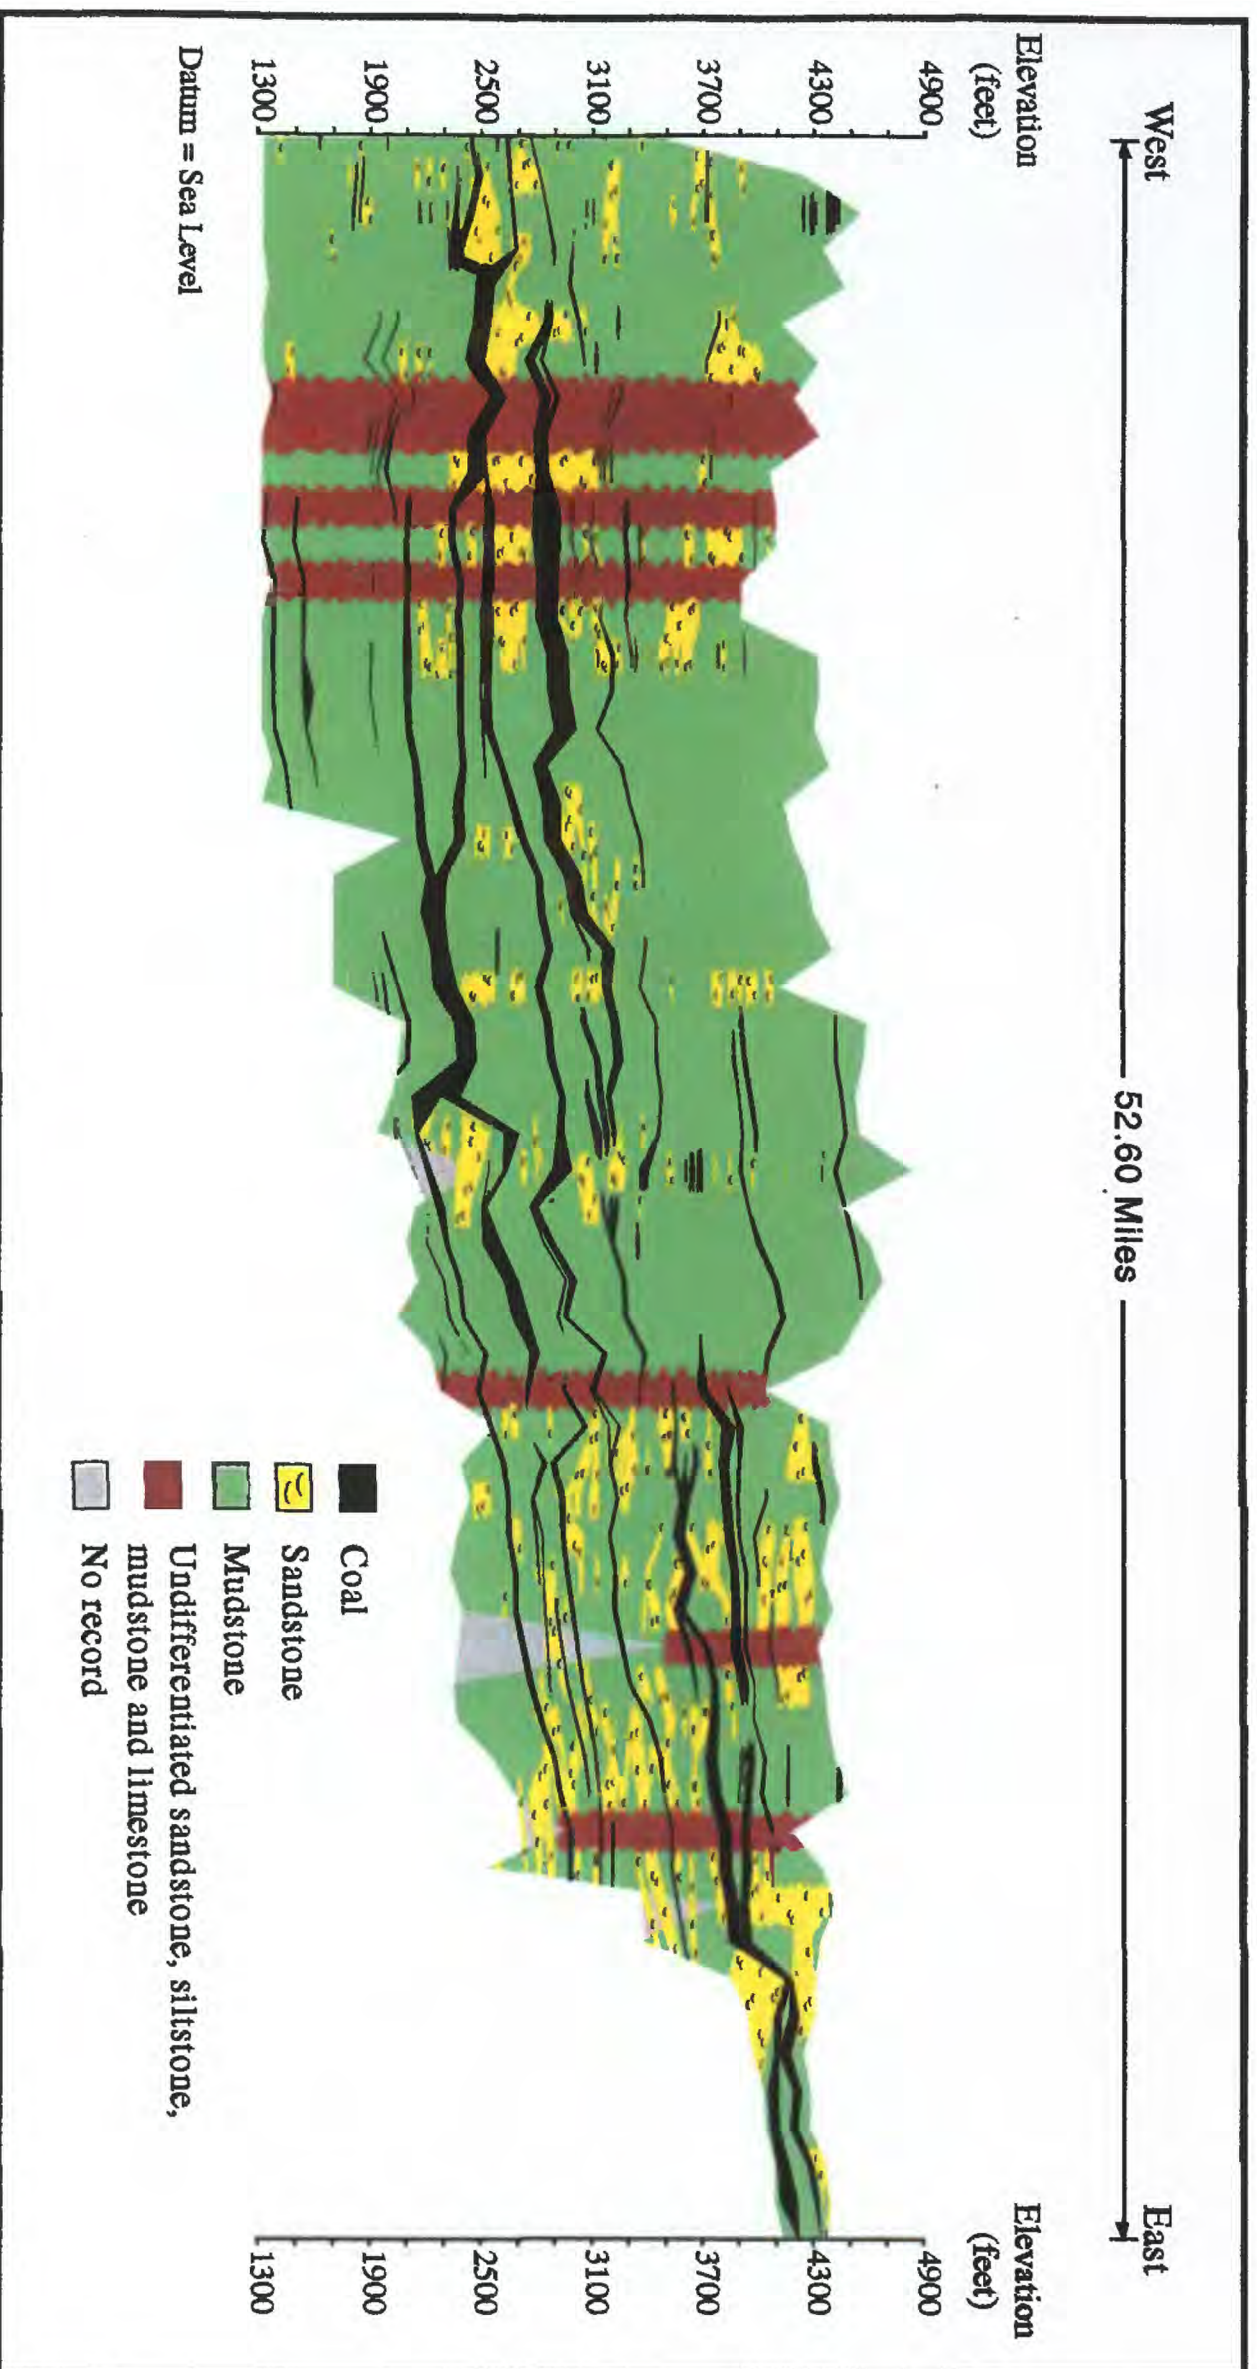 West
52.60 Miles
East
Elevation
(feet)
4900
4300
3700
3100
2500
1900
1300
Datum = Sea Level
Elevation
(feet)
4900
4300
3700
3100
2500
1900
1300
Coal
Sandstone
Mudstone
Undifferentiated sandstone, siltstone,
mudstone and limestone
No record